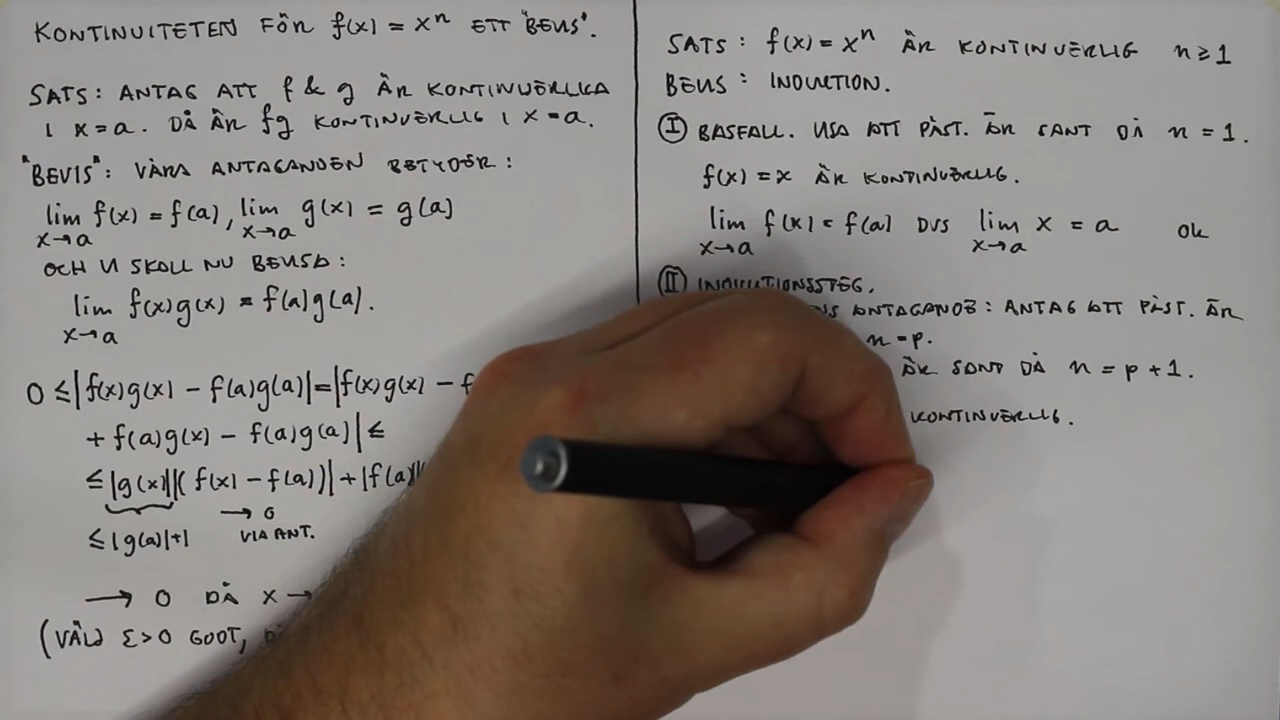 KONTINUITETEN FÖR f(x) = xⁿ ETT "BEVIS".
SATS: ANTAG ATT f & g ÄR KONTINUERLIGA
I x=a. DÅ ÄR fg KONTINUERLIG I x=a.
"BEVIS": VÅRA ANTAGANDEN BETYDER:
lim f(x) = f(a), lim g(x) = g(a)
x→a x→a
OCH VI SKALL NU BEVISA:
lim f(x)g(x) = f(a)g(a).
x→a
0 ≤ |f(x)g(x) - f(a)g(a)| = |f(x)g(x) - f
+ f(a)g(x) - f(a)g(a)| ≤
≤ |g(x)||(f(x) - f(a))| + |f(a)|
→ 0
≤ |g(a)|+1 VIA ANT.
→ 0 DÅ x →
(VÄLJ ε>0 GODT,
SATS: f(x) = xⁿ ÄR KONTINUERLIG n ≥ 1
BEVIS: INDUKTION.
I BASFALL. VISA ATT PÅST. ÄR SANT DÅ n = 1.
f(x) = x ÄR KONTINUERLIG.
lim f(x) = f(a) DVS lim x = a OK
x→a x→a
II INDUKTIONSSTEG.
ANTAGANDE: ANTAG ATT PÅST. ÄR
n = p.
ÄR SANT DÅ n = p + 1.
KONTINUERLIG.